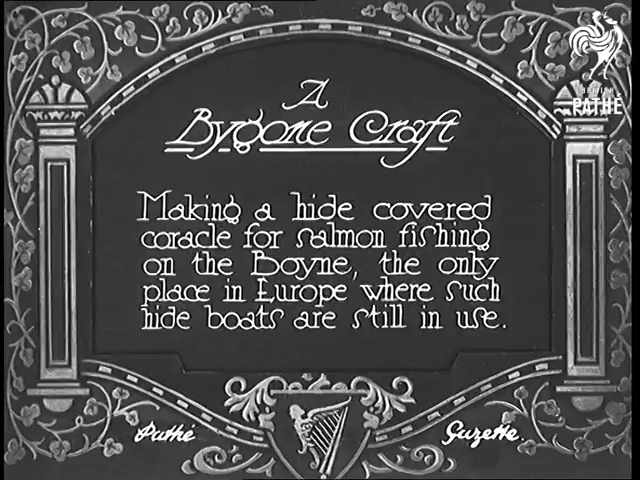 BRITISH
PATHÉ
A
Bygone Craft
Making a hide covered
coracle for salmon fishing
on the Boyne, the only
place in Europe where such
hide boats are still in use.
Pathé Gazette.